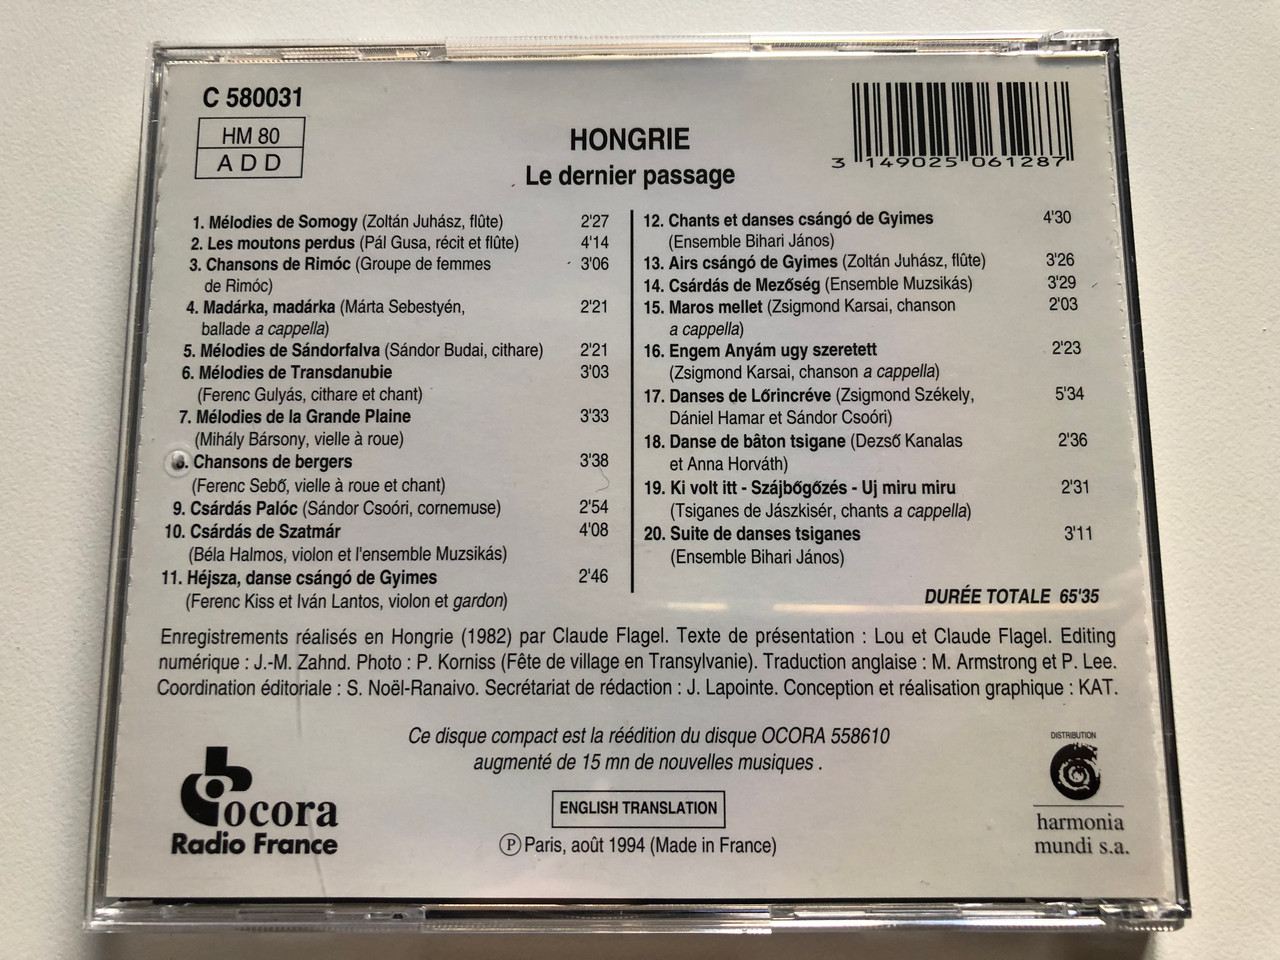 C 580031
HM 80
A D D
HONGRIE
Le dernier passage
3 149025 061287
1. Mélodies de Somogy (Zoltán Juhász, flûte) 2'27
2. Les moutons perdus (Pál Gusa, récit et flûte) 4'14
3. Chansons de Rimóc (Groupe de femmes 3'06
de Rimóc)
4. Madárka, madárka (Márta Sebestyén, 2'21
ballade a cappella)
5. Mélodies de Sándorfalva (Sándor Budai, cithare) 2'21
6. Mélodies de Transdanubie 3'03
(Ferenc Gulyás, cithare et chant)
7. Mélodies de la Grande Plaine 3'33
(Mihály Bársony, vielle à roue)
8. Chansons de bergers 3'38
(Ferenc Sebő, vielle à roue et chant)
9. Csárdás Palóc (Sándor Csoóri, cornemuse) 2'54
10. Csárdás de Szatmár 4'08
(Béla Halmos, violon et l'ensemble Muzsikás)
11. Héjsza, danse csángó de Gyimes 2'46
(Ferenc Kiss et Iván Lantos, violon et gardon)
12. Chants et danses csángó de Gyimes 4'30
(Ensemble Bihari János)
13. Airs csángó de Gyimes (Zoltán Juhász, flûte) 3'26
14. Csárdás de Mezőség (Ensemble Muzsikás) 3'29
15. Maros mellet (Zsigmond Karsai, chanson 2'03
a cappella)
16. Engem Anyám ugy szeretett 2'23
(Zsigmond Karsai, chanson a cappella)
17. Danses de Lőrincréve (Zsigmond Székely, 5'34
Dániel Hamar et Sándor Csoóri)
18. Danse de bâton tsigane (Dezső Kanalas 2'36
et Anna Horváth)
19. Ki volt itt - Szájbőgőzés - Uj miru miru 2'31
(Tsiganes de Jászkisér, chants a cappella)
20. Suite de danses tsiganes 3'11
(Ensemble Bihari János)
DURÉE TOTALE 65'35
Enregistrements réalisés en Hongrie (1982) par Claude Flagel. Texte de présentation : Lou et Claude Flagel. Editing
numérique : J.-M. Zahnd. Photo : P. Korniss (Fête de village en Transylvanie). Traduction anglaise : M. Armstrong et P. Lee.
Coordination éditoriale : S. Noël-Ranaivo. Secrétariat de rédaction : J. Lapointe. Conception et réalisation graphique : KAT.
Ce disque compact est la réédition du disque OCORA 558610
augmenté de 15 mn de nouvelles musiques .
ENGLISH TRANSLATION
Ⓟ Paris, août 1994 (Made in France)
ocora
Radio France
DISTRIBUTION
harmonia
mundi s.a.